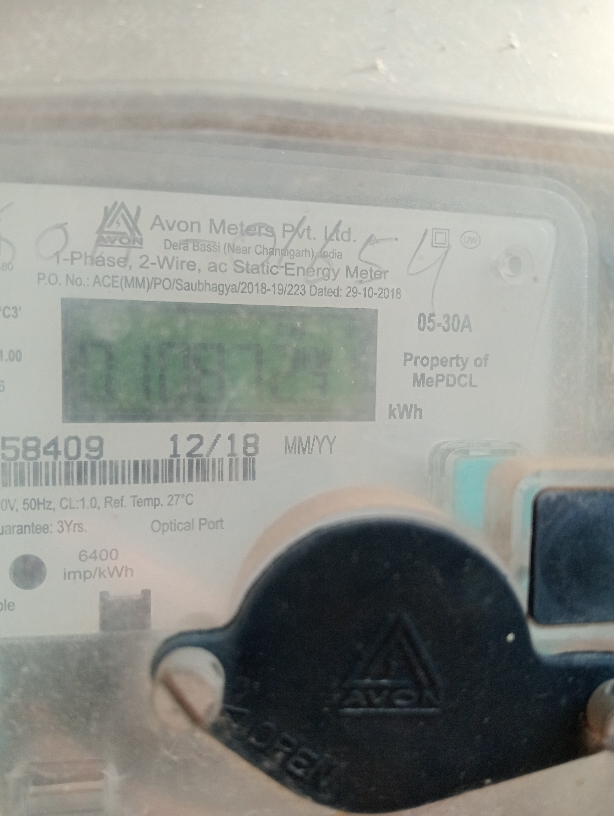 AVON
Avon Meters Pvt. Ltd.
Dera Bassi (Near Chandigarh), India
1-Phase, 2-Wire, ac Static Energy Meter
P.O. No.: ACE(MM)/PO/Saubhagya/2018-19/223 Dated: 29-10-2018
05-30A
Property of
MePDCL
kWh
58409 12/18 MM/YY
0V, 50Hz, CL:1.0, Ref. Temp. 27°C
uarantee: 3Yrs. Optical Port
6400
imp/kWh
AVON
OPEN